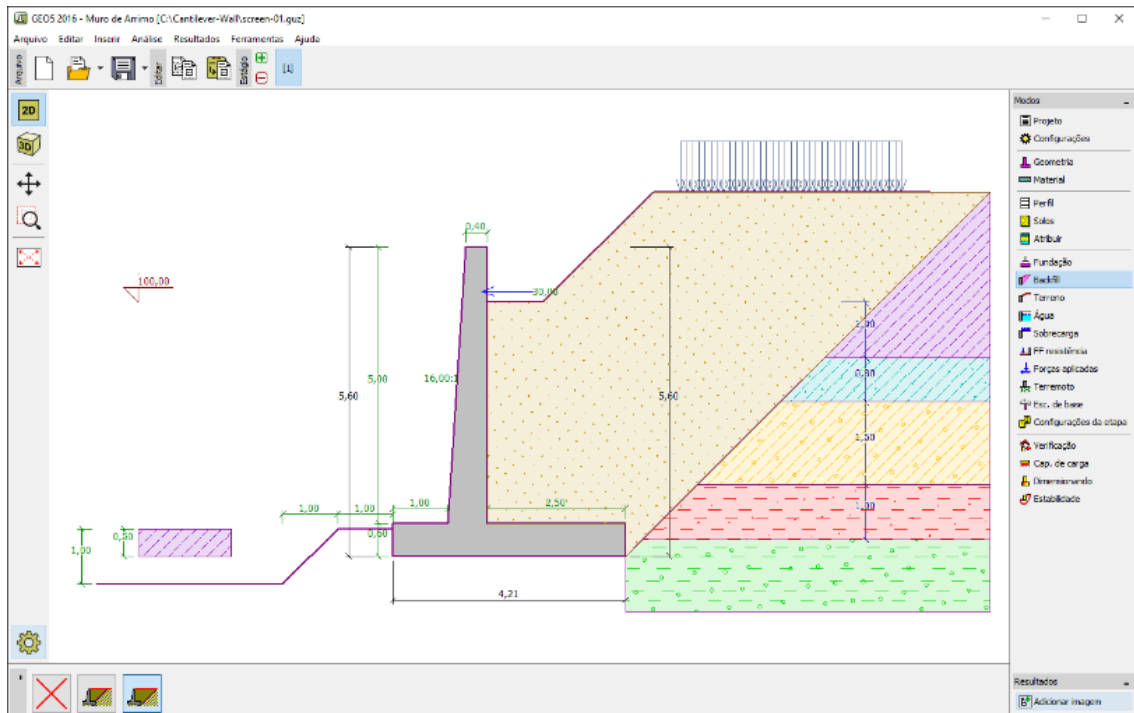 GEO5 2016 - Muro de Arrimo [C:\Cantilever-Wall\screen-01.guz]
Arquivo Editar Inserir Análise Resultados Ferramentas Ajuda
Arquivo
Editar
Estágio
[1]
2D
3D
Modos
Projeto
Configurações
Geometria
Material
Perfil
Solos
Atribuir
Fundação
Backfill
Terreno
Água
Sobrecarga
FF resistência
Forças aplicadas
Terremoto
Esc. de base
Configurações da etapa
Verificação
Cap. de carga
Dimensionando
Estabilidade
0,40
100,00
30,00
1,00
5,00
16,00:1
0,80
5,60
5,60
1,50
1,00
1,00
1,00
1,00
2,50
0,50
0,60
1,00
4,21
Resultados
Adicionar imagem